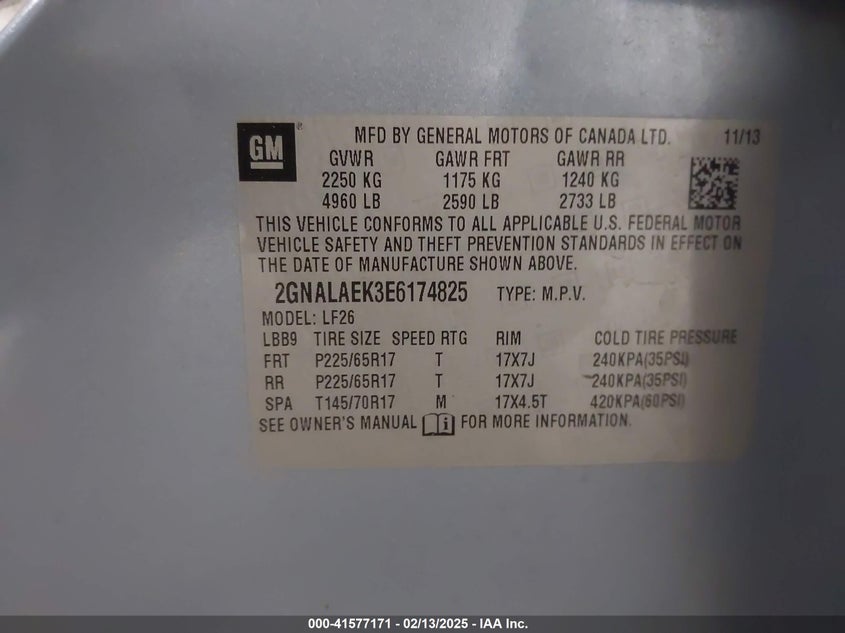 GM ® MFD BY GENERAL MOTORS OF CANADA LTD. 11/13
GVWR GAWR FRT GAWR RR
2250 KG 1175 KG 1240 KG
4960 LB 2590 LB 2733 LB
THIS VEHICLE CONFORMS TO ALL APPLICABLE U.S. FEDERAL MOTOR
VEHICLE SAFETY AND THEFT PREVENTION STANDARDS IN EFFECT ON
THE DATE OF MANUFACTURE SHOWN ABOVE.
2GNALAEK3E6174825 TYPE: M.P.V.
MODEL: LF26
LBB9 TIRE SIZE SPEED RTG RIM COLD TIRE PRESSURE
FRT P225/65R17 T 17X7J 240KPA(35PSI)
RR P225/65R17 T 17X7J 240KPA(35PSI)
SPA T145/70R17 M 17X4.5T 420KPA(60PSI)
SEE OWNER'S MANUAL i FOR MORE INFORMATION.
000-41577171 - 02/13/2025 - IAA Inc.